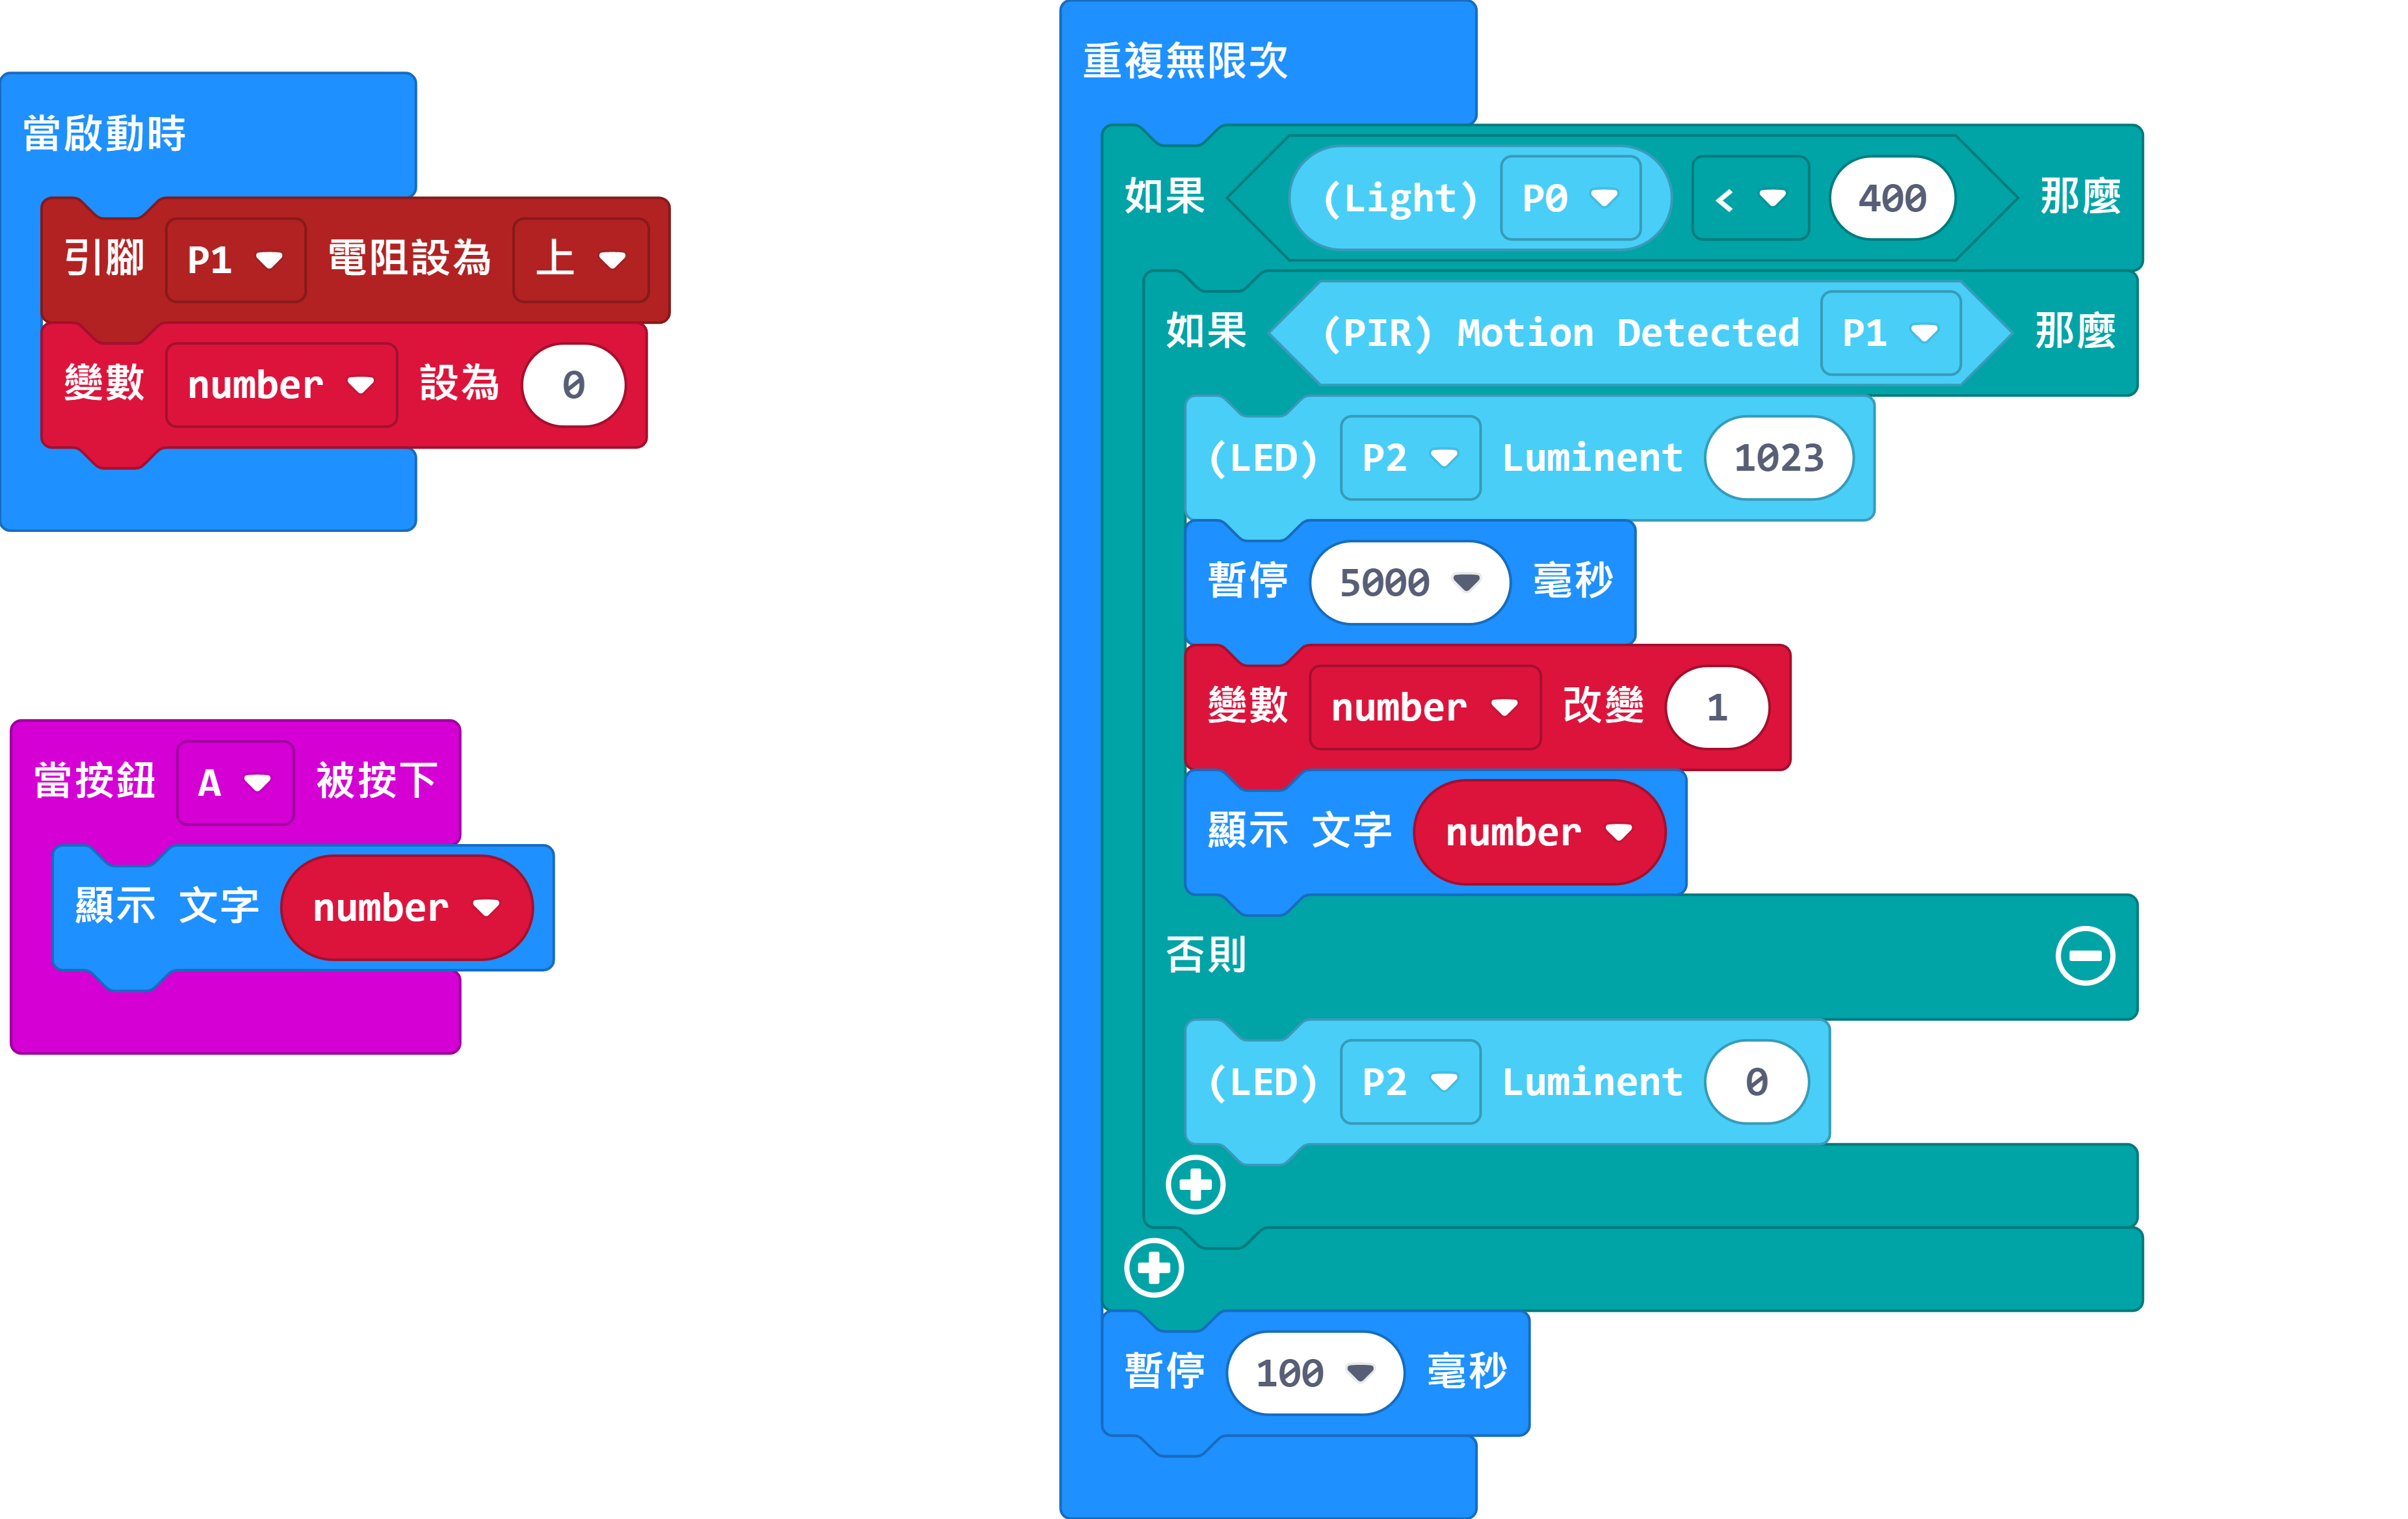 當啟動時
引腳 P1 電阻設為 上
變數 number 設為 0
當按鈕 A 被按下
顯示 文字 number
重複無限次
如果 (Light) P0 < 400 那麼
如果 (PIR) Motion Detected P1 那麼
(LED) P2 Luminent 1023
暫停 5000 毫秒
變數 number 改變 1
顯示 文字 number
否則
(LED) P2 Luminent 0
暫停 100 毫秒